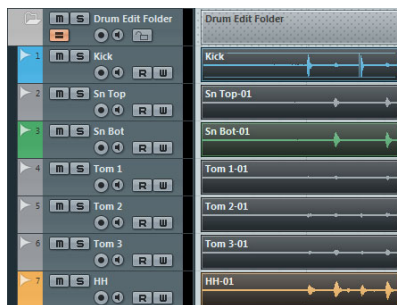 m S Drum Edit Folder Drum Edit Folder
=
1 m S Kick Kick
R W
2 m S Sn Top Sn Top-01
R W
3 m S Sn Bot Sn Bot-01
R W
4 m S Tom 1 Tom 1-01
R W
5 m S Tom 2 Tom 2-01
R W
6 m S Tom 3 Tom 3-01
R W
7 m S HH HH-01
R W